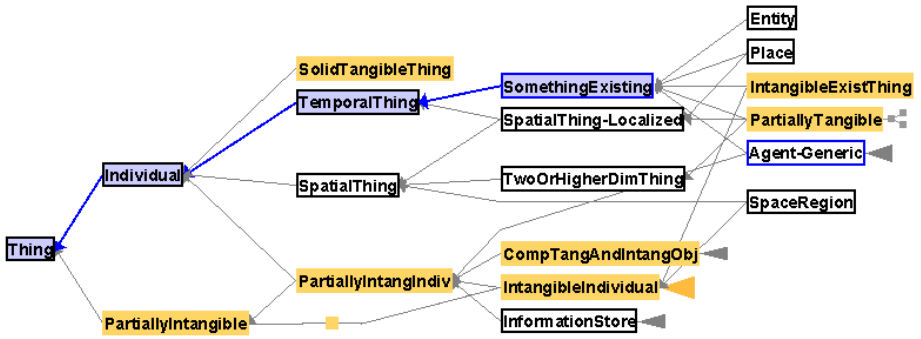 Thing
Individual
PartiallyIntangible
SolidTangibleThing
TemporalThing
SpatialThing
PartiallyIntangIndiv
SomethingExisting
SpatialThing-Localized
TwoOrHigherDimThing
CompTangAndIntangObj
IntangibleIndividual
InformationStore
Entity
Place
IntangibleExistThing
PartiallyTangible
Agent-Generic
SpaceRegion